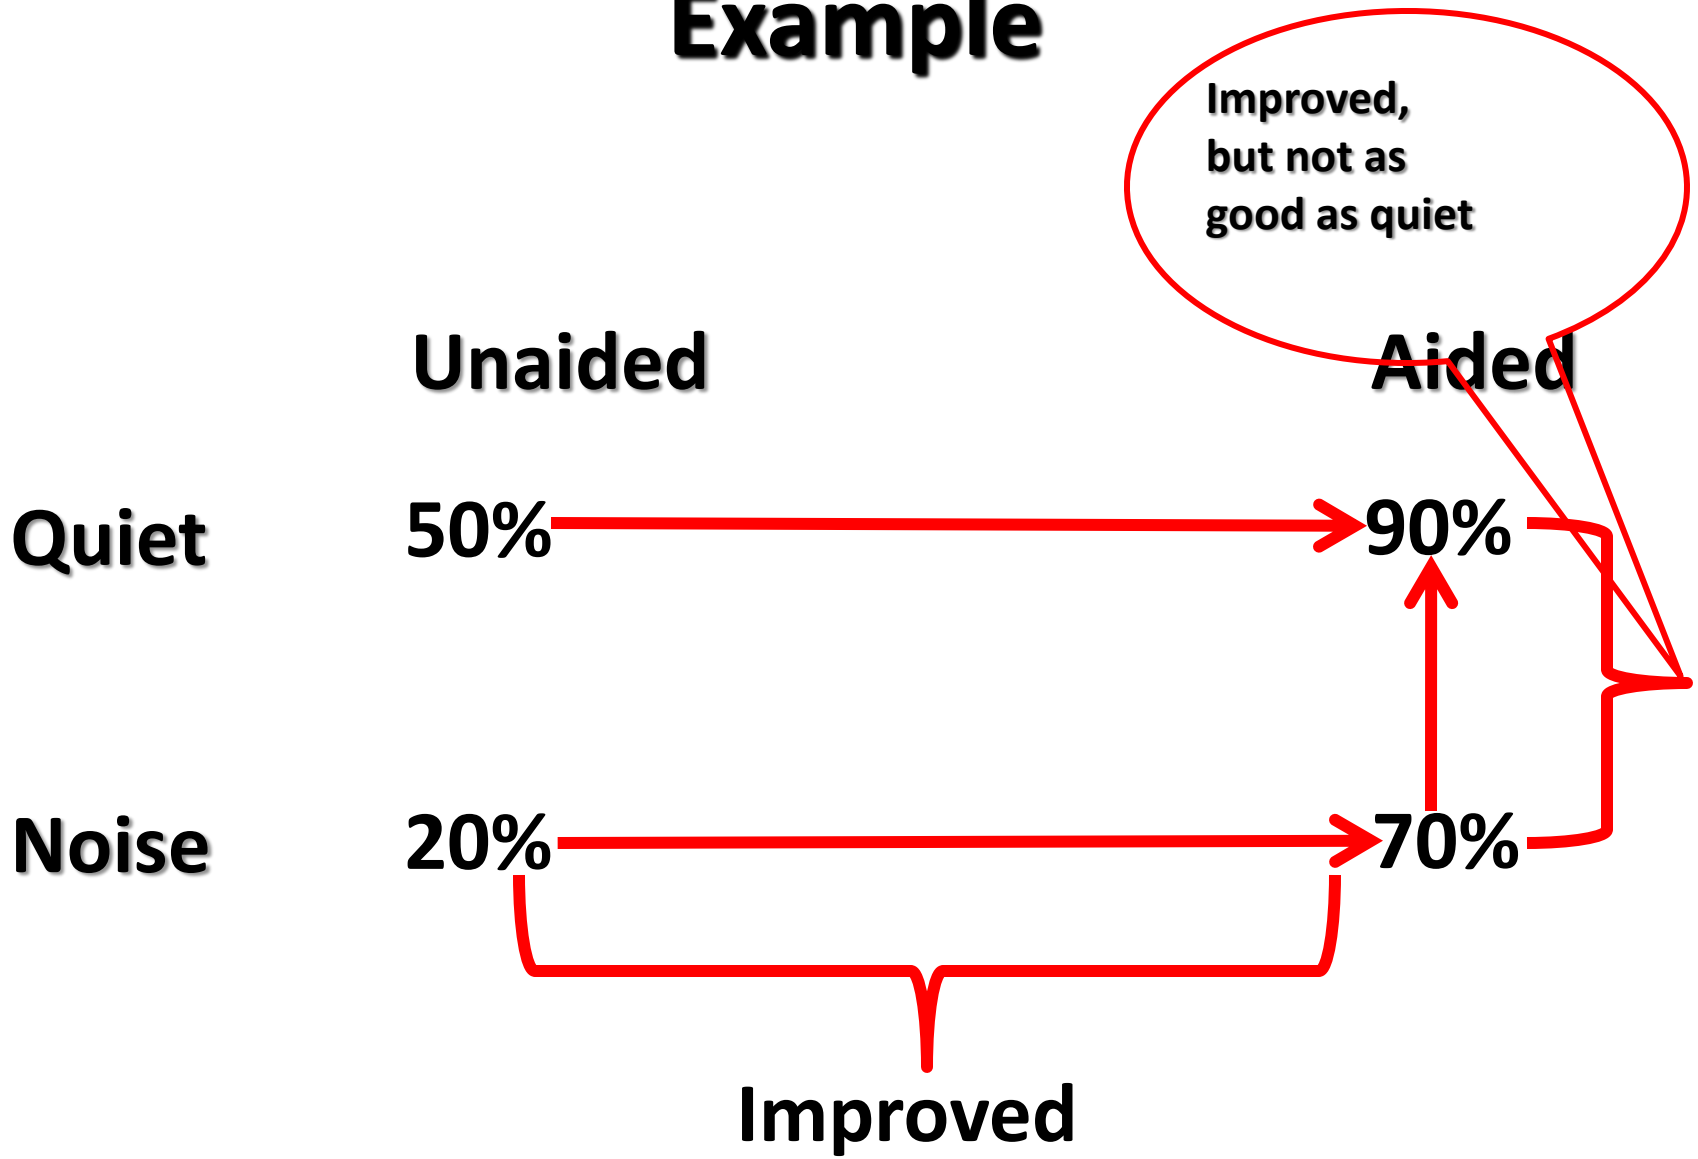 Example
Improved,
but not as
good as quiet
Unaided Aided
Quiet 50% 90%
Noise 20% 70%
Improved